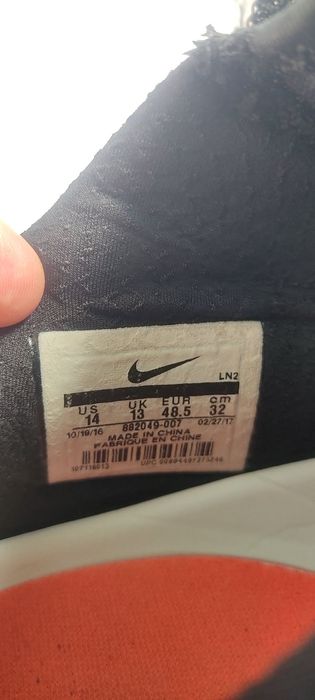 LN2
US UK EUR cm
14 13 48.5 32
10/19/16 882049-007 02/27/17
MADE IN CHINA
FABRIQUE EN CHINE
UPC